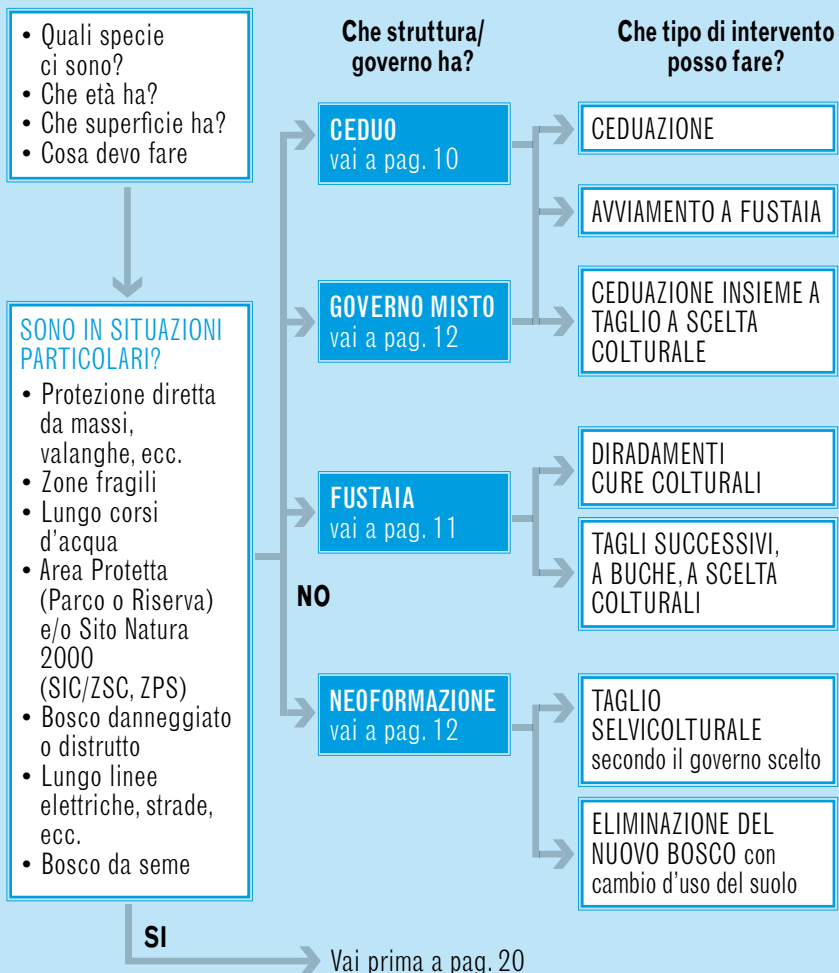 • Quali specie
ci sono?
• Che età ha?
• Che superficie ha?
• Cosa devo fare
SONO IN SITUAZIONI
PARTICOLARI?
• Protezione diretta
da massi,
valanghe, ecc.
• Zone fragili
• Lungo corsi
d'acqua
• Area Protetta
(Parco o Riserva)
e/o Sito Natura
2000
(SIC/ZSC, ZPS)
• Bosco danneggiato
o distrutto
• Lungo linee
elettriche, strade,
ecc.
• Bosco da seme
SI
Vai prima a pag. 20
NO
Che struttura/
governo ha?
CEDUO
vai a pag. 10
GOVERNO MISTO
vai a pag. 12
FUSTAIA
vai a pag. 11
NEOFORMAZIONE
vai a pag. 12
Che tipo di intervento
posso fare?
CEDUAZIONE
AVVIAMENTO A FUSTAIA
CEDUAZIONE INSIEME A
TAGLIO A SCELTA
COLTURALE
DIRADAMENTI
CURE COLTURALI
TAGLI SUCCESSIVI,
A BUCHE, A SCELTA
COLTURALI
TAGLIO
SELVICOLTURALE
secondo il governo scelto
ELIMINAZIONE DEL
NUOVO BOSCO con
cambio d'uso del suolo